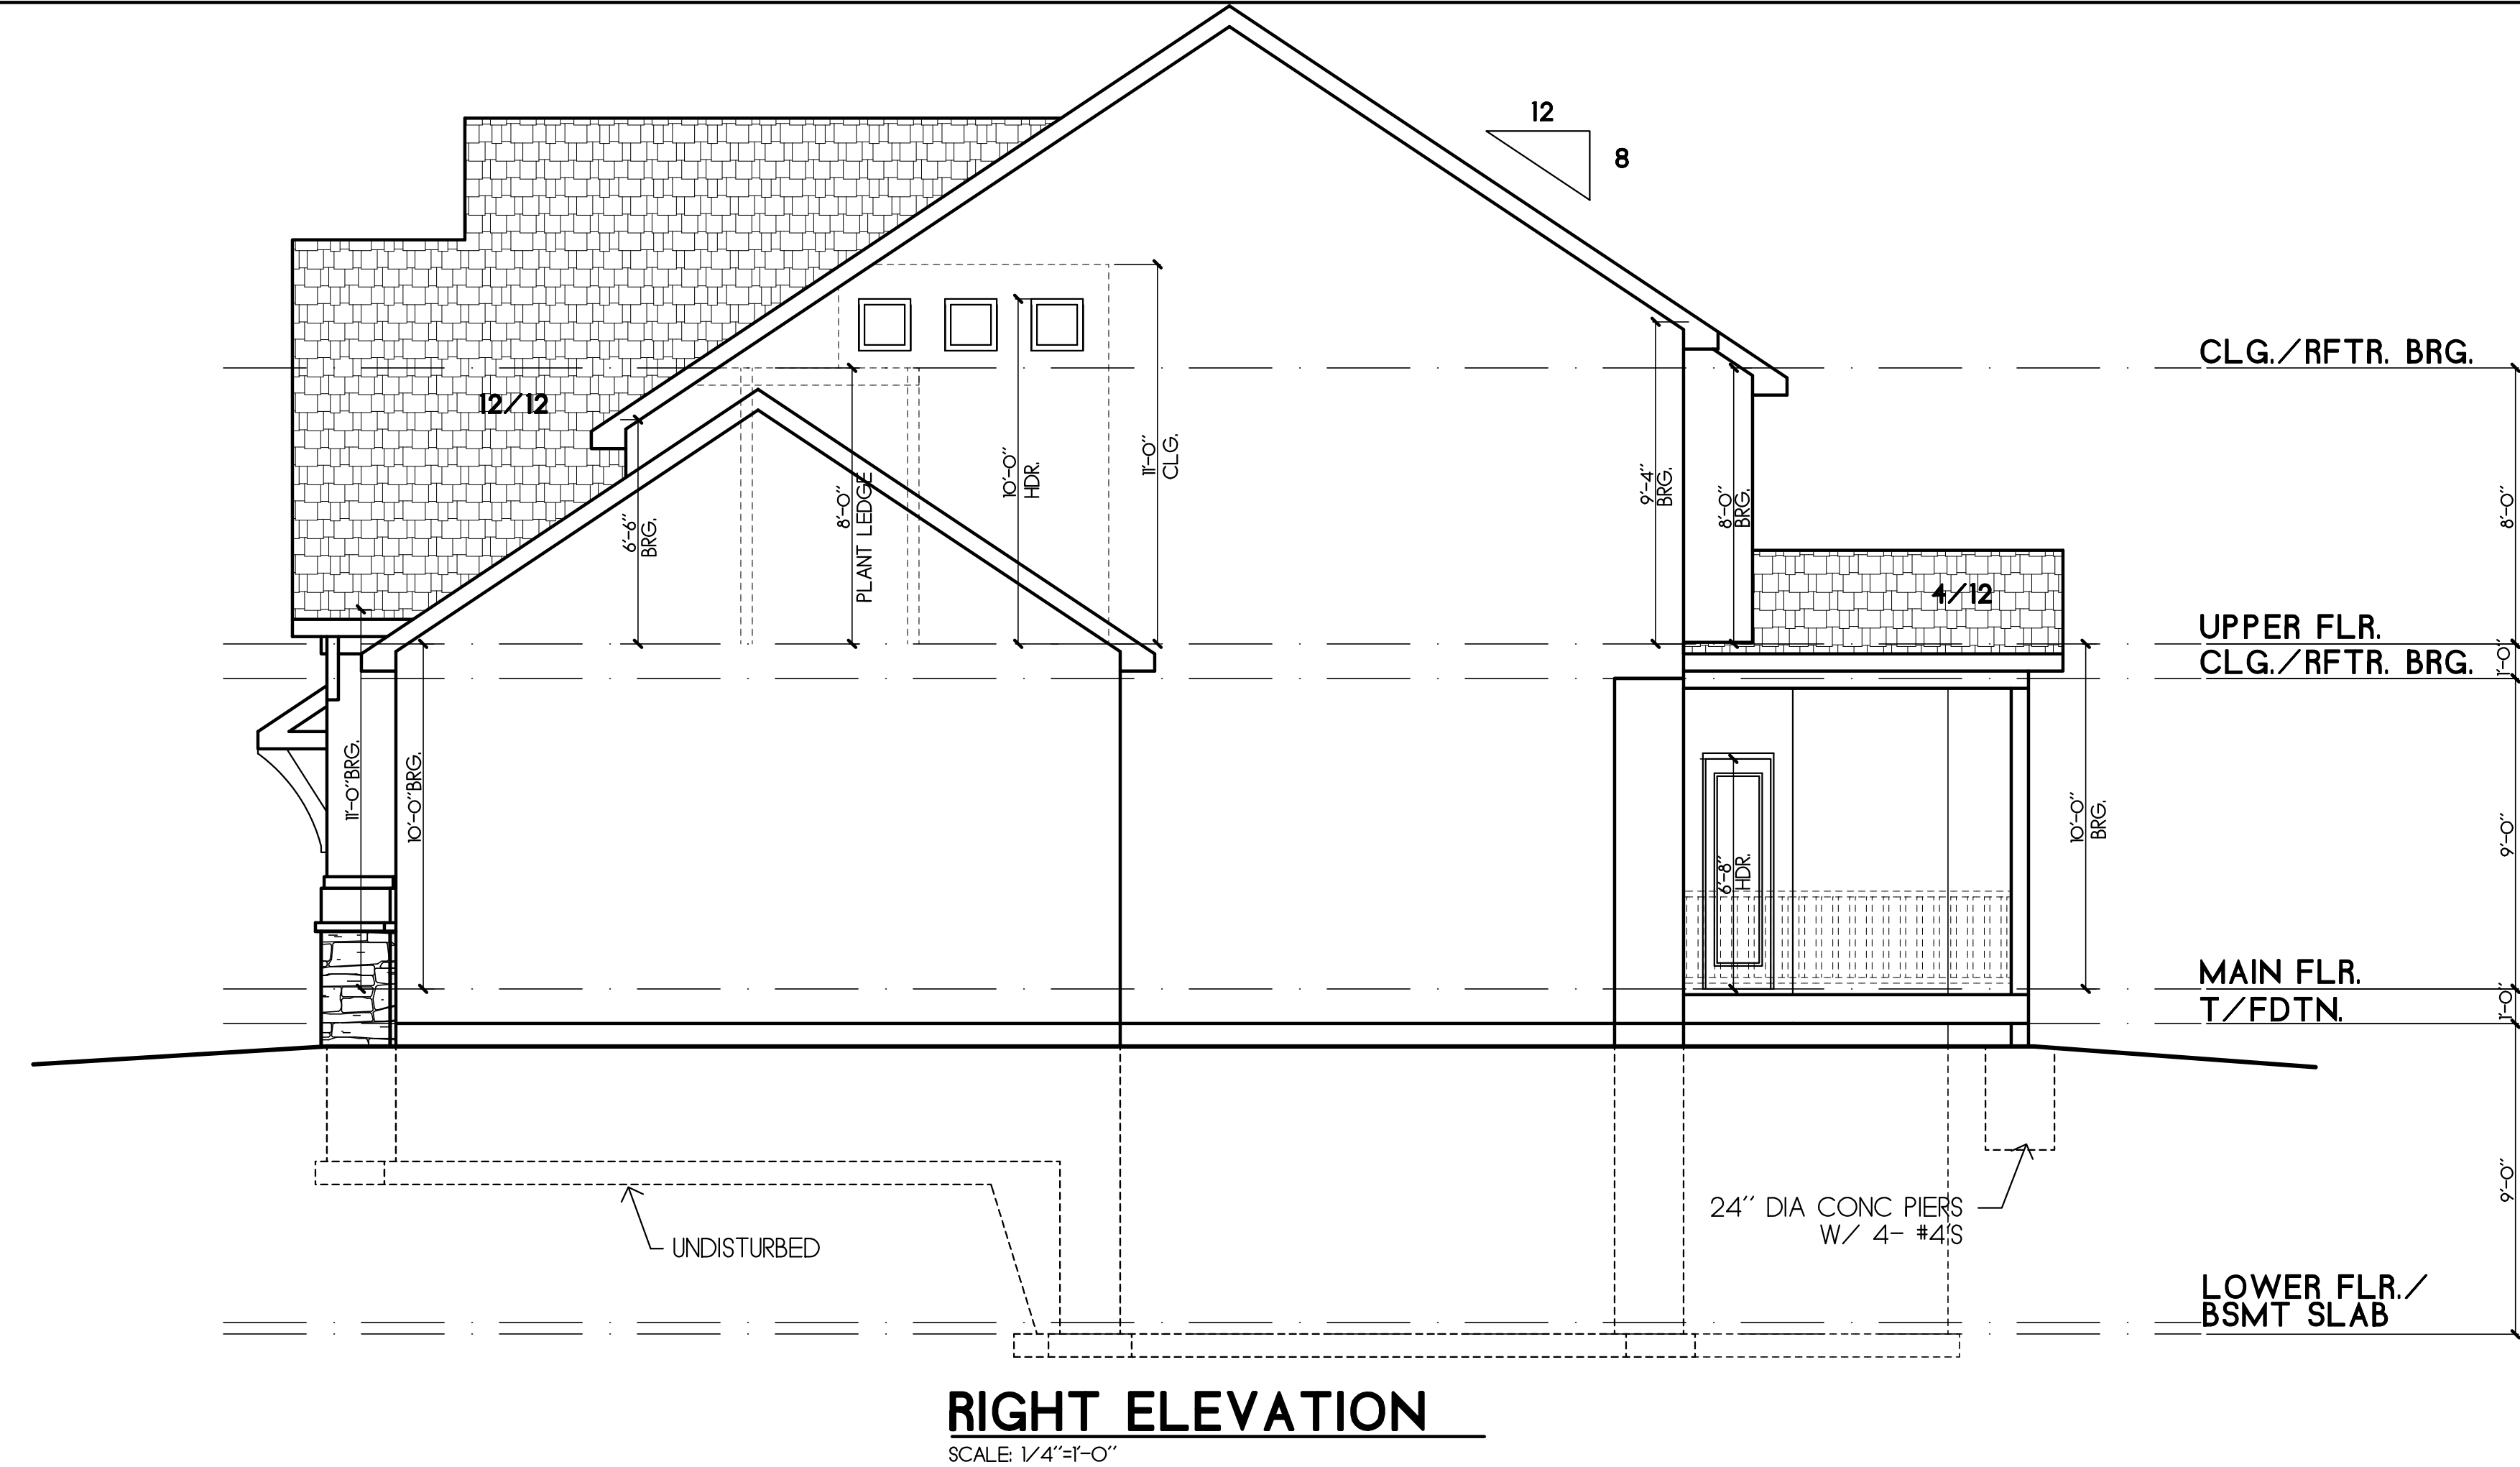 12
8
CLG./RFTR. BRG.
12/12
11'-0"
CLG.
10'-0"
HDR.
9'-4"
BRG.
8'-0"
PLANT LEDGE
8'-0"
BRG.
8'-0"
6'-6"
BRG.
4/12
UPPER FLR.
CLG./RFTR. BRG.
1'-0"
11'-0"BRG.
10'-0"BRG.
10'-0"
BRG.
9'-0"
6'-8"
HDR.
MAIN FLR.
T/FDTN.
1'-0"
9'-0"
24" DIA CONC PIERS
W/ 4- #4'S
UNDISTURBED
LOWER FLR./
BSMT SLAB
RIGHT ELEVATION
SCALE: 1/4"=1'-0"